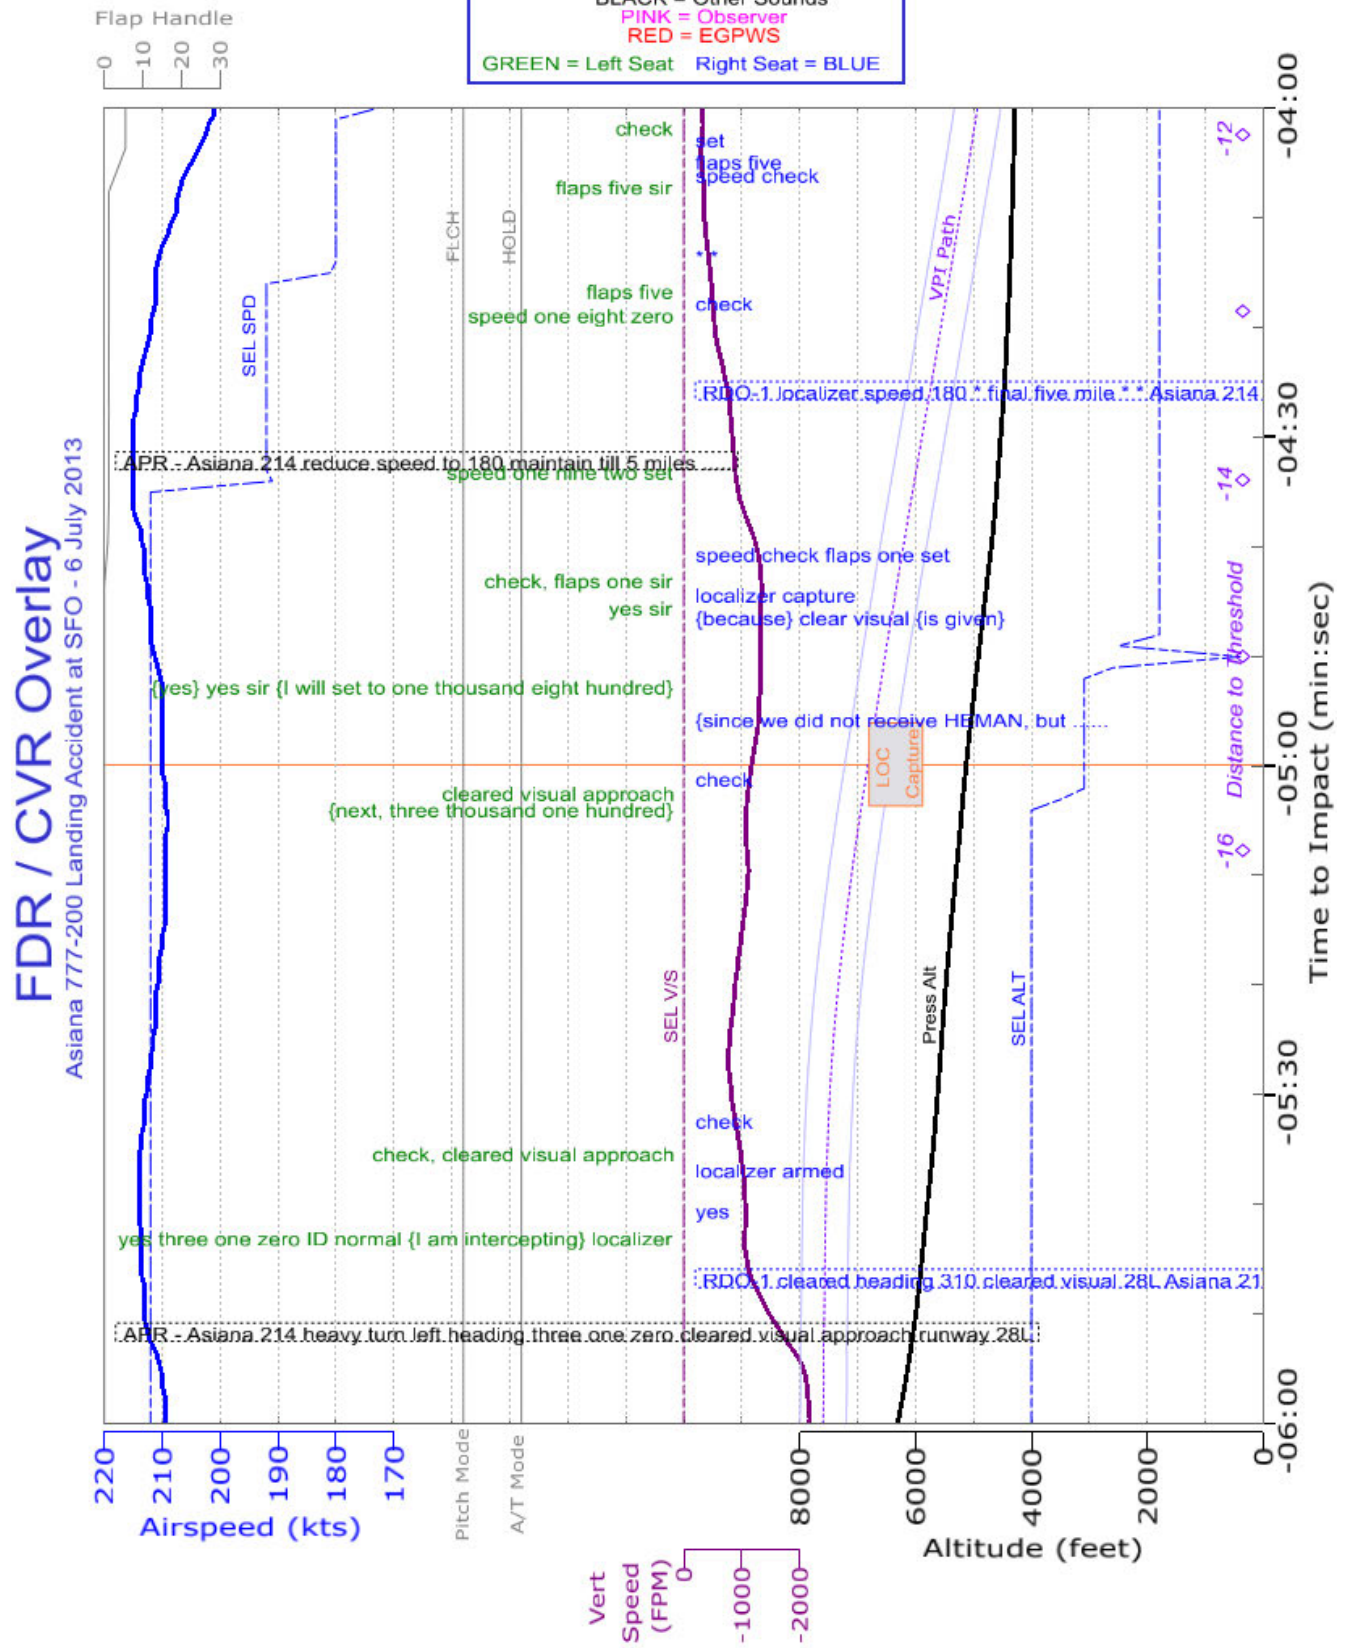 FDR / CVR Overlay
Asiana 777-200 Landing Accident at SFO - 6 July 2013
Flap Handle
0
10
20
30
BLACK = Other Sounds
PINK = Observer
RED = EGPWS
GREEN = Left Seat Right Seat = BLUE
check
set
flaps five
speed check
flaps five sir
FLCH
HOLD
* *
VPI Path
flaps five
check
speed one eight zero
SEL SPD
RDO-1 localizer speed 180 * final five mile * * Asiana 214
APR - Asiana 214 reduce speed to 180 maintain till 5 miles ......
speed one nine two set
speed check flaps one set
check, flaps one sir
localizer capture
yes sir
{because} clear visual {is given}
{yes} yes sir {I will set to one thousand eight hundred}
{since we did not receive HEMAN, but ......
LOC
Capture
check
cleared visual approach
{next, three thousand one hundred}
SEL V/S
Press Alt
SEL ALT
check
check, cleared visual approach
localizer armed
yes
yes three one zero ID normal {I am intercepting} localizer
RDO-1 cleared heading 310 cleared visual 28L Asiana 21
APR - Asiana 214 heavy turn left heading three one zero cleared visual approach runway 28L
-12
-14
-16
Distance to Threshold
-04:00
-04:30
-05:00
-05:30
-06:00
Time to Impact (min:sec)
220
210
200
190
180
170
Airspeed (kts)
Pitch Mode
A/T Mode
8000
6000
4000
2000
0
Altitude (feet)
Vert
Speed
(FPM)
0
-1000
-2000